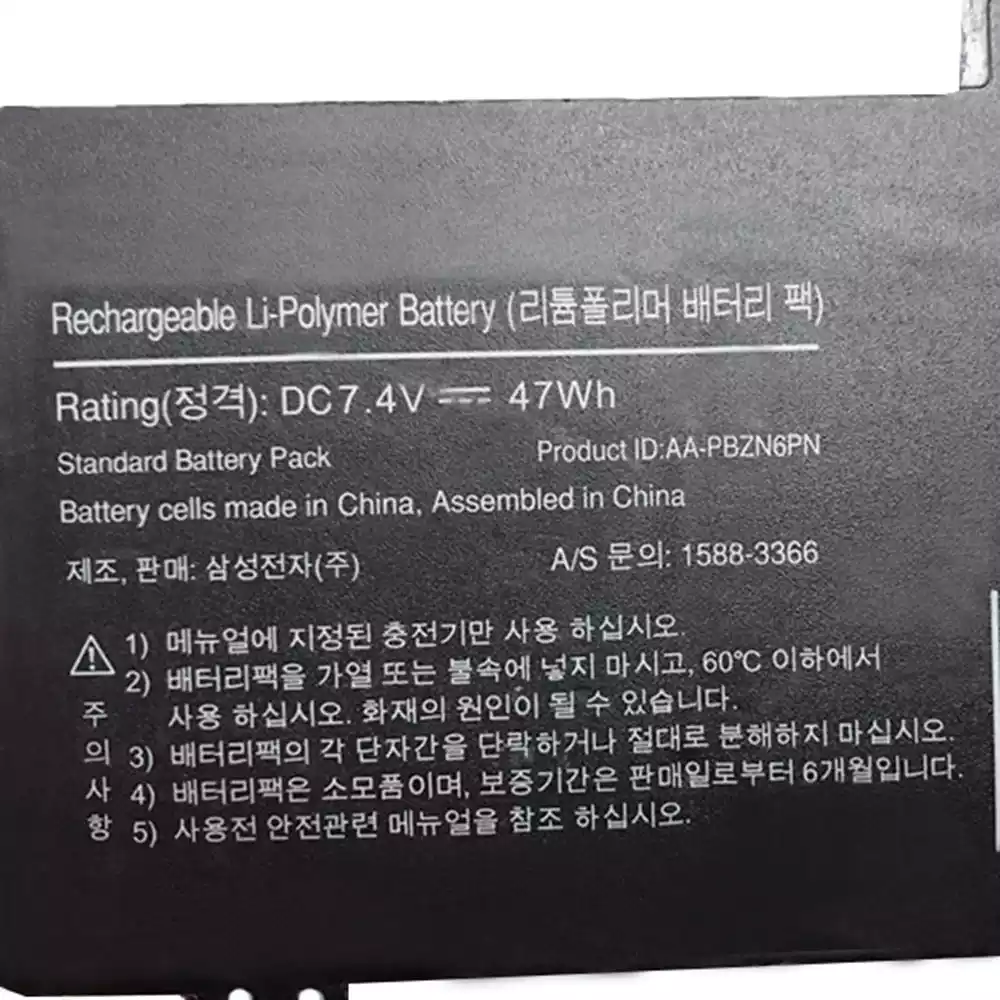 Rechargeable Li-Polymer Battery (리튬폴리머 배터리 팩)
Rating(정격): DC 7.4V ⎓ 47Wh
Standard Battery Pack Product ID:AA-PBZN6PN
Battery cells made in China, Assembled in China
제조, 판매: 삼성전자(주) A/S 문의: 1588-3366
주의사항
1) 메뉴얼에 지정된 충전기만 사용 하십시오.
2) 배터리팩을 가열 또는 불속에 넣지 마시고, 60℃ 이하에서
사용 하십시오. 화재의 원인이 될 수 있습니다.
3) 배터리팩의 각 단자간을 단락하거나 절대로 분해하지 마십시오.
4) 배터리팩은 소모품이며, 보증기간은 판매일로부터 6개월입니다.
5) 사용전 안전관련 메뉴얼을 참조 하십시오.